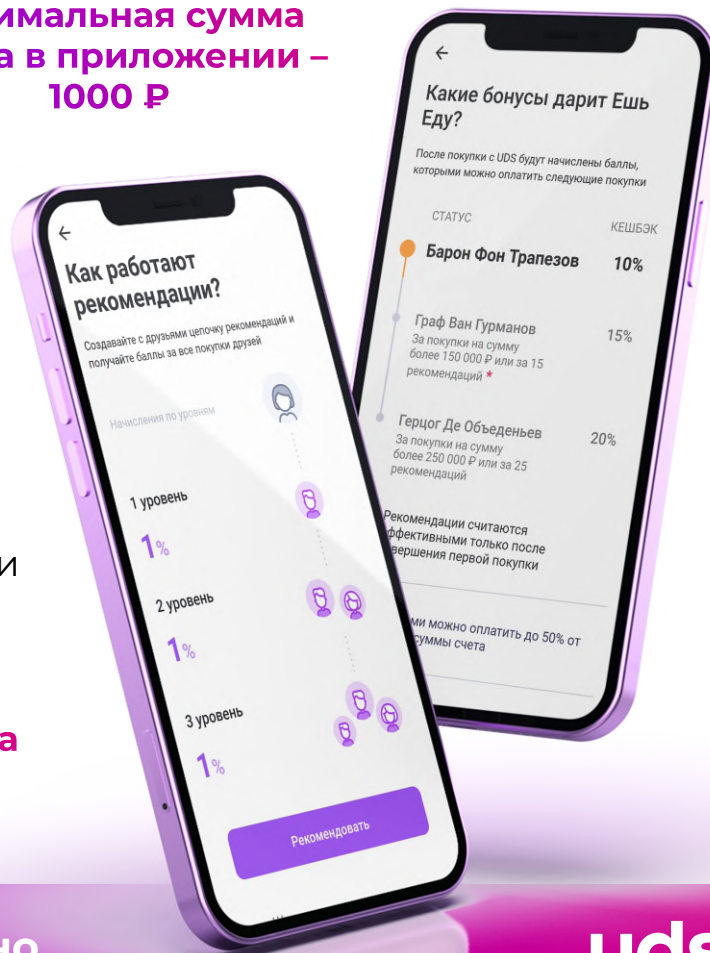 имальная сумма
а в приложении –
1000 ₽
Как работают
рекомендации?
Создавайте с друзьями цепочку рекомендаций и
получайте баллы за все покупки друзей
Начисления по уровням
1 уровень
1%
2 уровень
1%
3 уровень
1%
Рекомендовать
Какие бонусы дарит Ешь
Еду?
После покупки с UDS будут начислены баллы,
которыми можно оплатить следующие покупки
СТАТУС КЕШБЭК
Барон Фон Трапезов 10%
Граф Ван Гурманов 15%
За покупки на сумму
более 150 000 ₽ или за 15
рекомендаций *
Герцог Де Объеденьев 20%
За покупки на сумму
более 250 000 ₽ или за 25
рекомендаций
Рекомендации считаются
ффективными только после
вершения первой покупки
ми можно оплатить до 50% от
суммы счета
и
а
но
uds